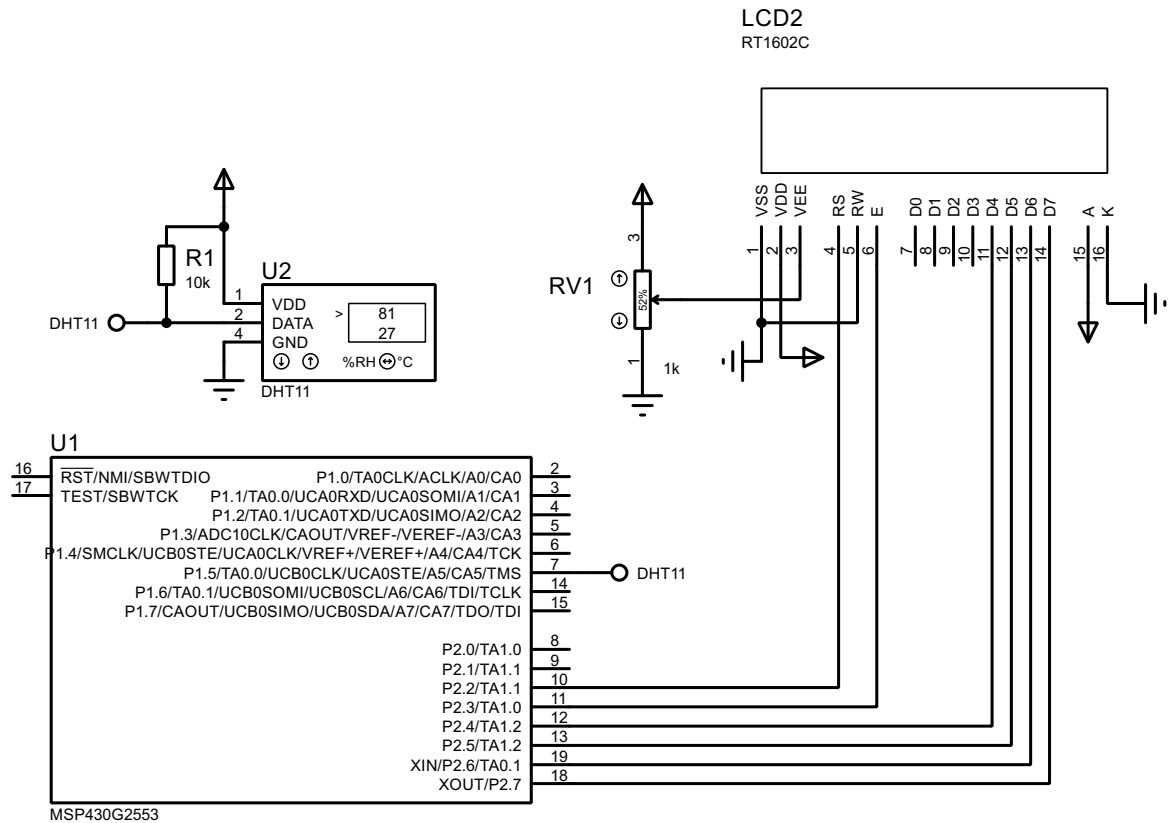 LCD2
RT1602C
VSS
VDD
VEE
RS
RW
E
D0
D1
D2
D3
D4
D5
D6
D7
A
K
1
2
3
4
5
6
7
8
9
10
11
12
13
14
15
16
R1
10k
U2
1
2
4
VDD
DATA
GND
>
81
27
%RH
°C
DHT11
DHT11
RV1
3
52%
1
1k
U1
16
17
RST/NMI/SBWTDIO
TEST/SBWTCK
P1.0/TA0CLK/ACLK/A0/CA0 2
P1.1/TA0.0/UCA0RXD/UCA0SOMI/A1/CA1 3
P1.2/TA0.1/UCA0TXD/UCA0SIMO/A2/CA2 4
P1.3/ADC10CLK/CAOUT/VREF-/VEREF-/A3/CA3 5
P1.4/SMCLK/UCB0STE/UCA0CLK/VREF+/VEREF+/A4/CA4/TCK 6
P1.5/TA0.0/UCB0CLK/UCA0STE/A5/CA5/TMS 7 DHT11
P1.6/TA0.1/UCB0SOMI/UCB0SCL/A6/CA6/TDI/TCLK 14
P1.7/CAOUT/UCB0SIMO/UCB0SDA/A7/CA7/TDO/TDI 15
P2.0/TA1.0 8
P2.1/TA1.1 9
P2.2/TA1.1 10
P2.3/TA1.0 11
P2.4/TA1.2 12
P2.5/TA1.2 13
XIN/P2.6/TA0.1 19
XOUT/P2.7 18
MSP430G2553